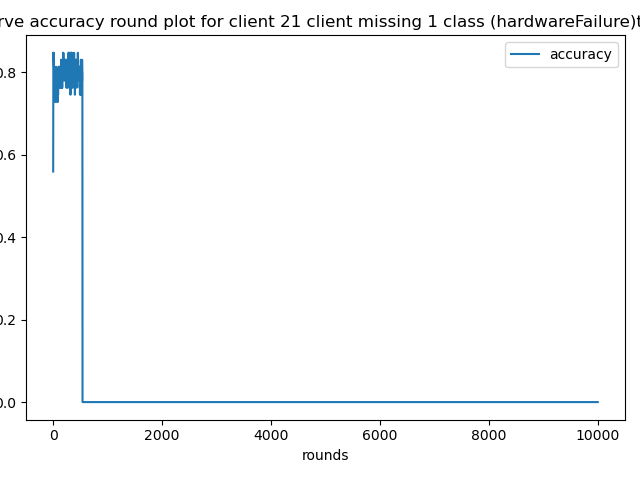 rve accuracy round plot for client 21 client missing 1 class (hardwareFailure)t
accuracy
0.8
0.6
0.4
0.2
0.0
0 2000 4000 6000 8000 10000
rounds